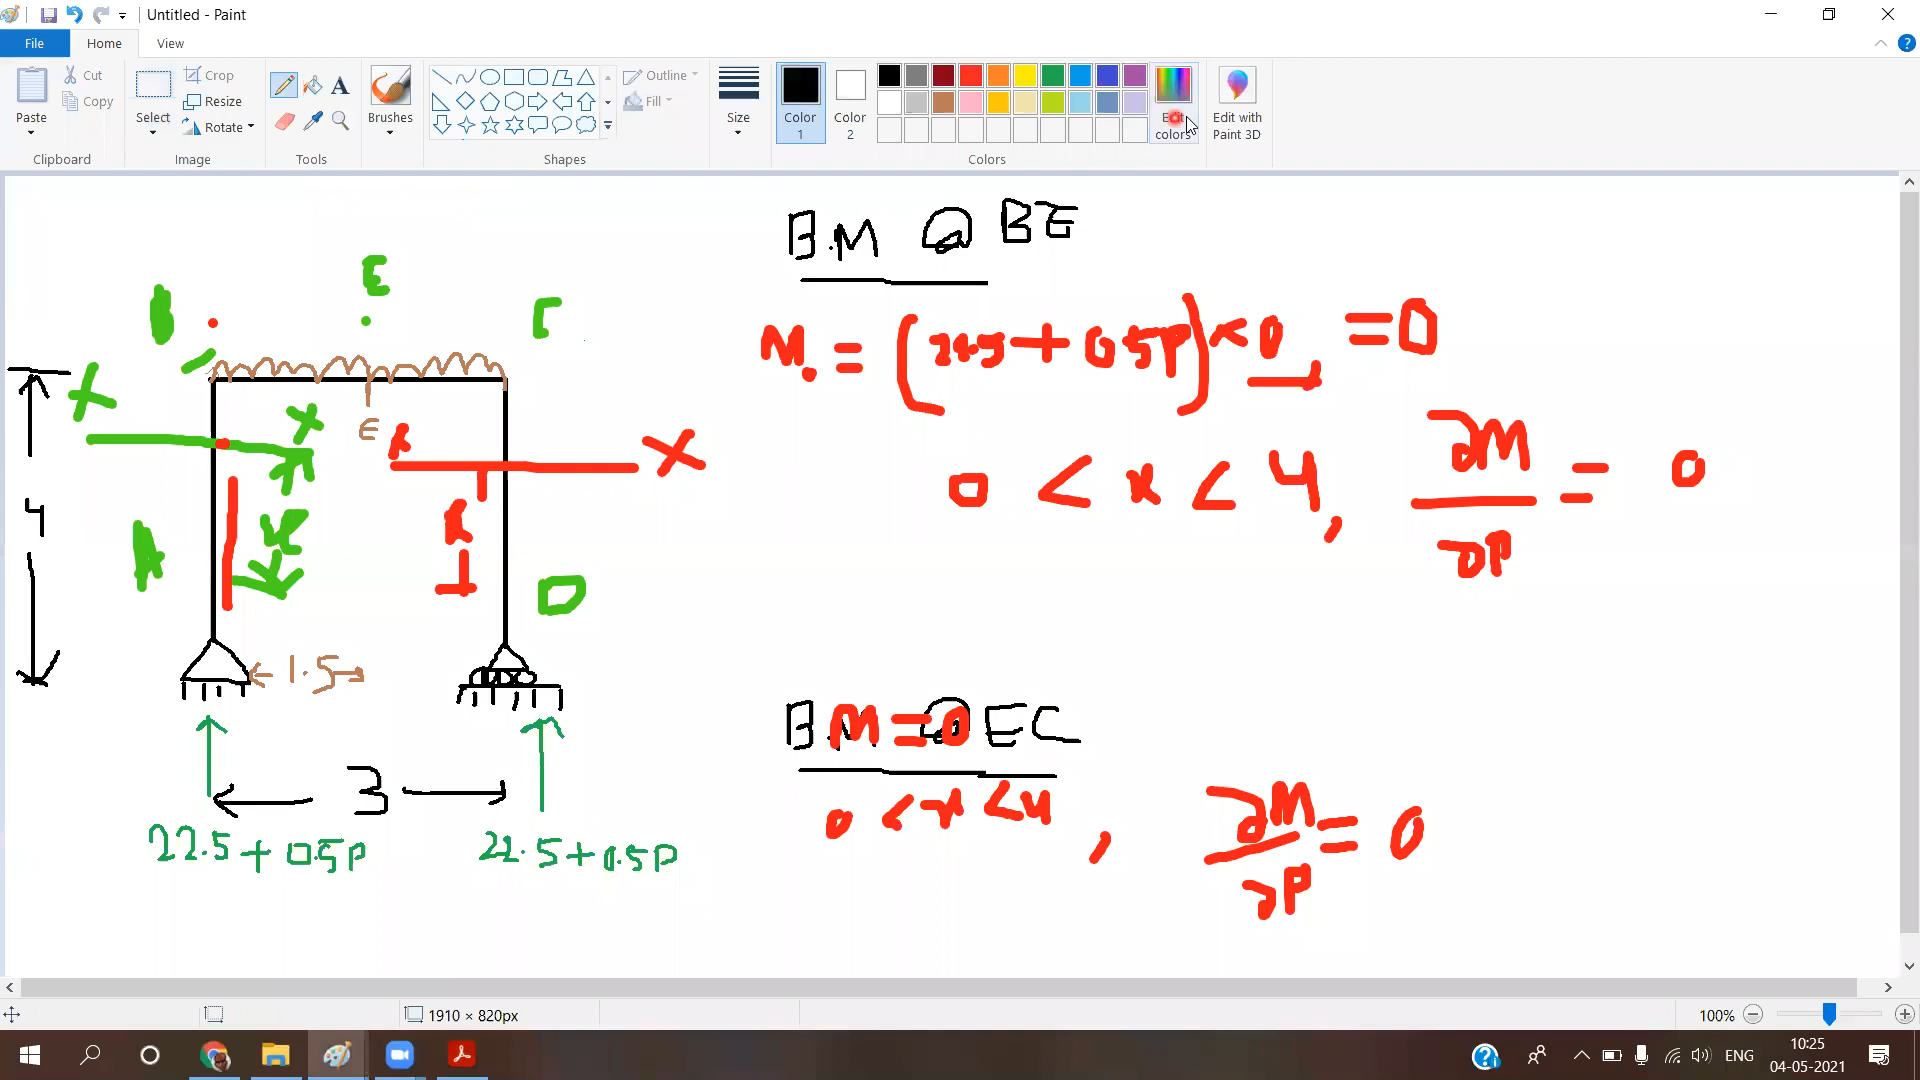 Untitled - Paint
File
Home
View
Paste
Cut
Copy
Clipboard
Select
Crop
Resize
Rotate
Image
Tools
Brushes
Shapes
Outline
Fill
Size
Color 1
Color 2
Edit colors
Edit with Paint 3D
Colors
B.M @ BE
M. = (22.5 + 0.5P) × 0 = 0
0 < x < 4, ∂M/∂P = 0
B E C
X X
E X X
4 A x x D
1.5
3
22.5 + 0.5P
22.5 + 0.5P
B.M @ EC
M = 0
0 < x < 4, ∂M/∂P = 0
1910 × 820px
100%
ENG
10:25
04-05-2021